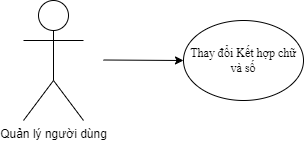 Thay đổi Kết hợp chữ
và số
Quản lý người dùng